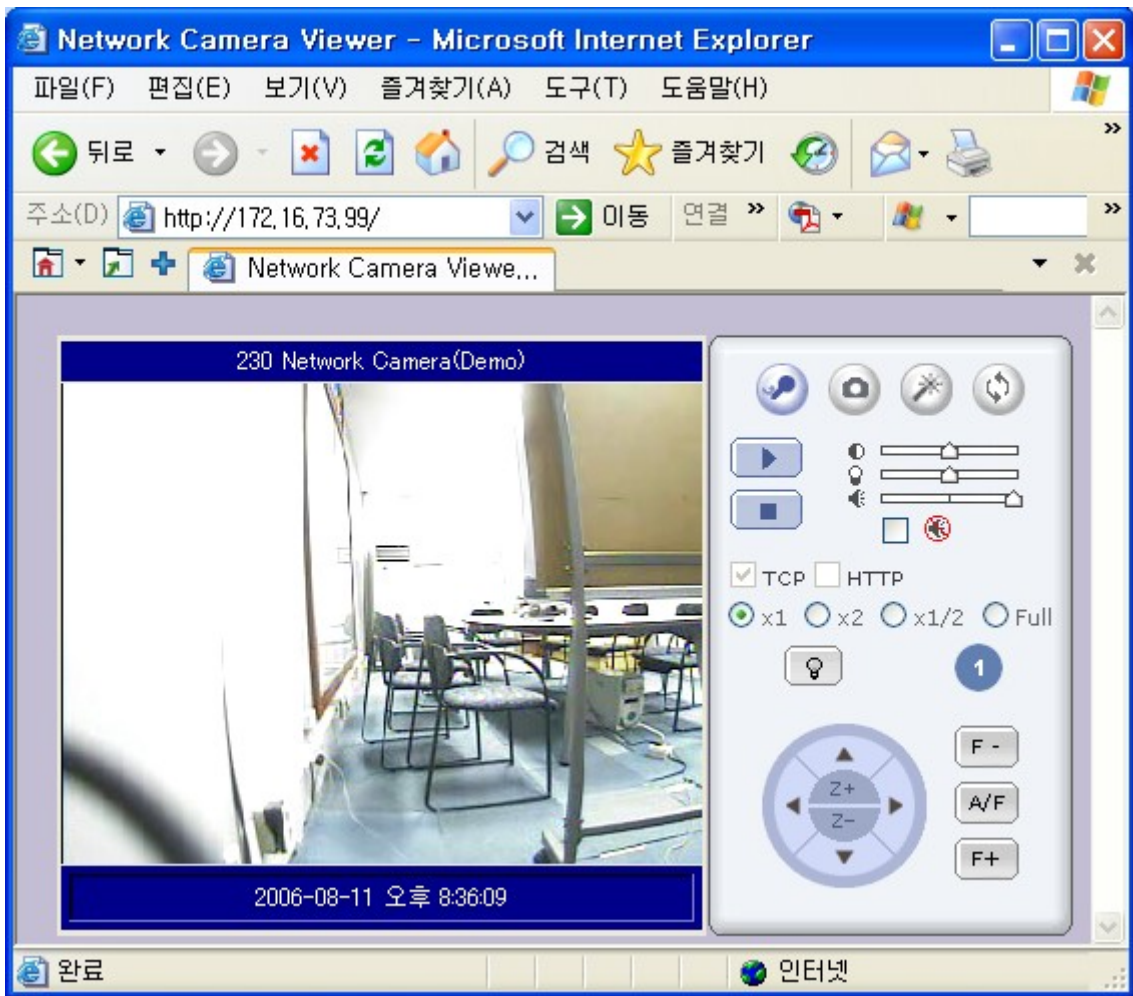 Network Camera Viewer - Microsoft Internet Explorer
파일(F) 편집(E) 보기(V) 즐겨찾기(A) 도구(T) 도움말(H)
뒤로 검색 즐겨찾기 »
주소(D) http://172,16,73,99/ 이동 연결 » »
Network Camera Viewe,,,
230 Network Camera(Demo)
TCP HTTP
x1 x2 x1/2 Full
1
F -
Z+
A/F
Z-
F+
2006-08-11 오후 8:36:09
완료 인터넷